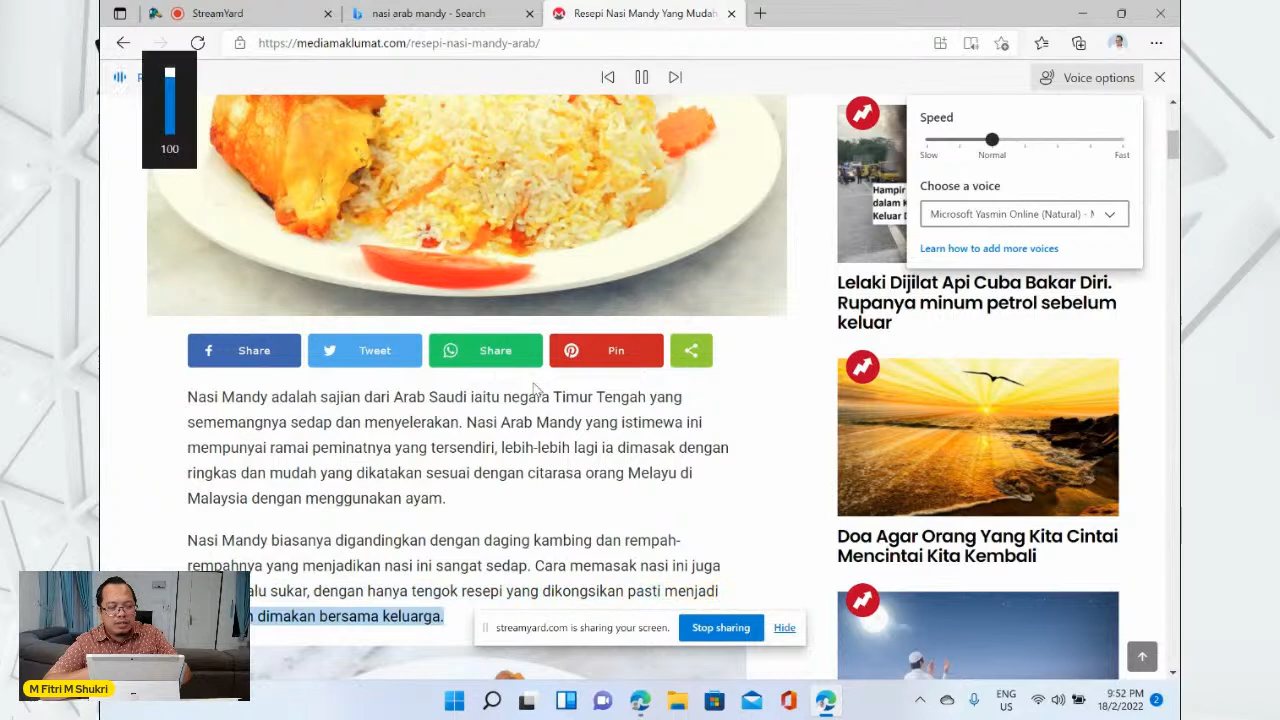 StreamYard
nasi arab mandy - Search
Resepi Nasi Mandy Yang Mudah
https://mediamaklumat.com/resepi-nasi-mandy-arab/
Voice options
100
Speed
Slow
Normal
Fast
Choose a voice
Microsoft Yasmin Online (Natural) -
Learn how to add more voices
Hampir
dalam K
Keluar D
Lelaki Dijilat Api Cuba Bakar Diri.
Rupanya minum petrol sebelum
keluar
Share
Tweet
Share
Pin
Nasi Mandy adalah sajian dari Arab Saudi iaitu negara Timur Tengah yang
sememangnya sedap dan menyelerakan. Nasi Arab Mandy yang istimewa ini
mempunyai ramai peminatnya yang tersendiri, lebih-lebih lagi ia dimasak dengan
ringkas dan mudah yang dikatakan sesuai dengan citarasa orang Melayu di
Malaysia dengan menggunakan ayam.
Nasi Mandy biasanya digandingkan dengan daging kambing dan rempah-
rempahnya yang menjadikan nasi ini sangat sedap. Cara memasak nasi ini juga
alu sukar, dengan hanya tengok resepi yang dikongsikan pasti menjadi
dimakan bersama keluarga.
Doa Agar Orang Yang Kita Cintai
Mencintai Kita Kembali
streamyard.com is sharing your screen.
Stop sharing
Hide
M Fitri M Shukri
ENG
US
9:52 PM
18/2/2022
2